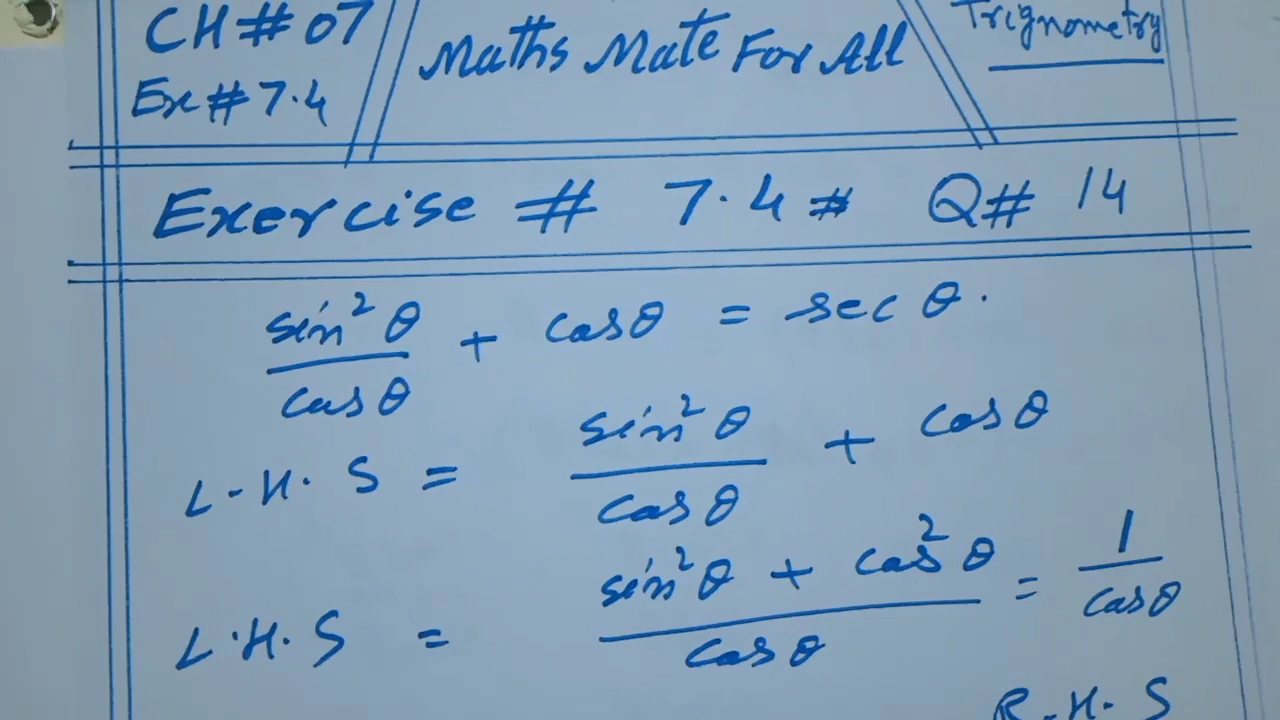 CH# 07
Ex# 7.4
Maths Mate For All
Trignometry
Exercise # 7.4 # Q# 14
sin²θ/cosθ + cosθ = secθ.
L-H.S = sin²θ/cosθ + cosθ
L.H.S = sin²θ + cos²θ/cosθ = 1/cosθ
R.H.S